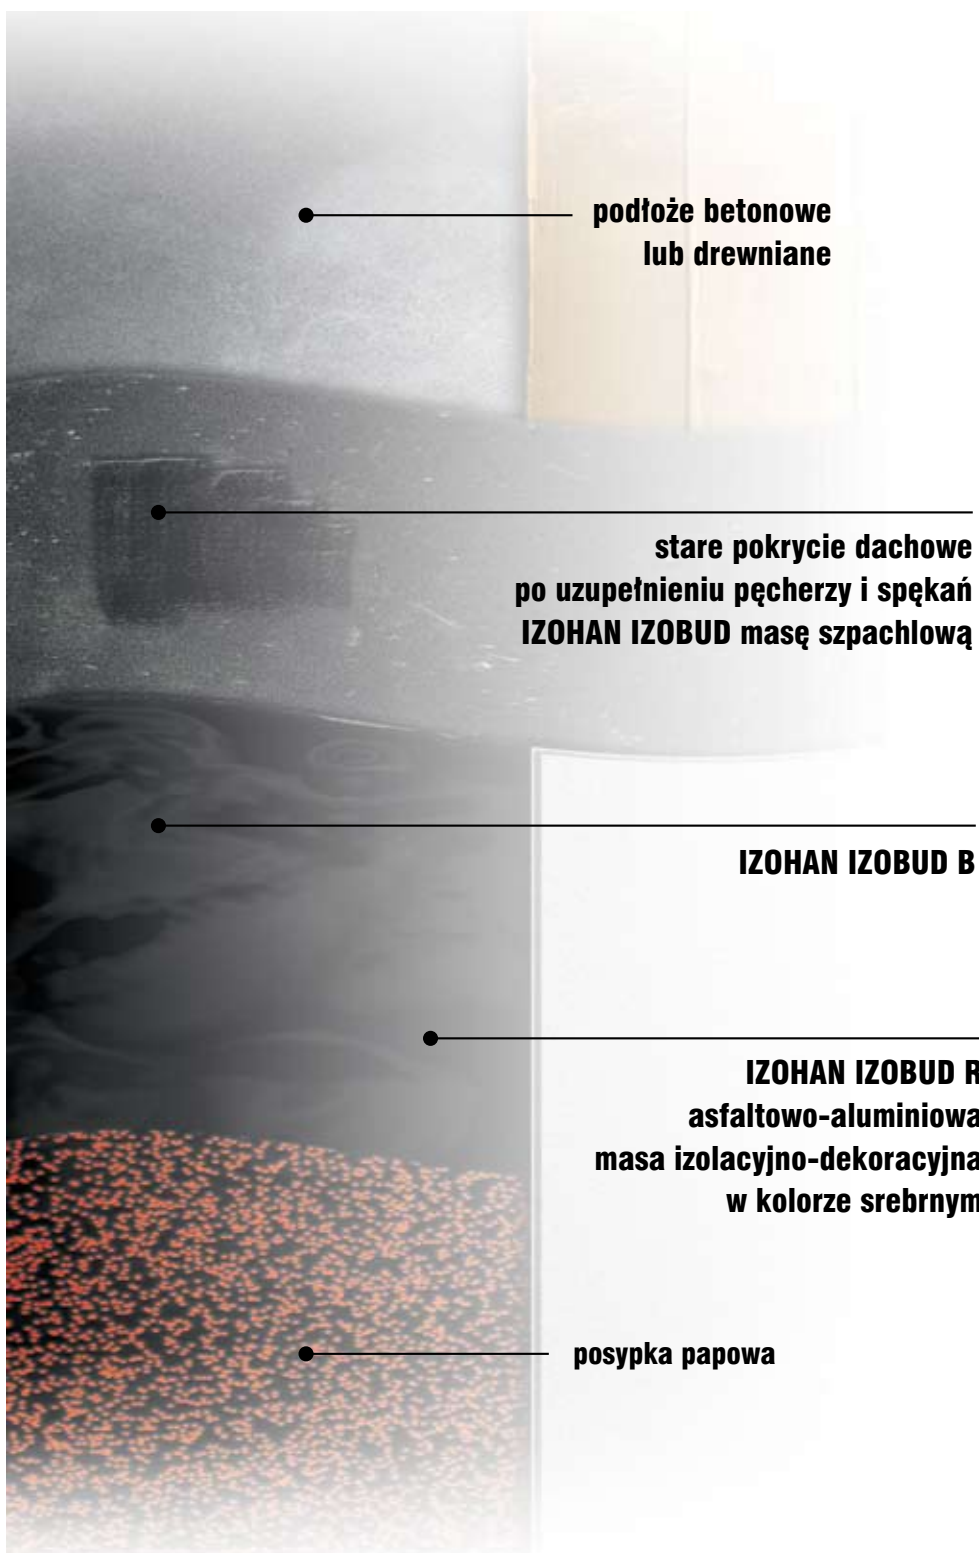 podłoże betonowe
lub drewniane
stare pokrycie dachowe
po uzupełnieniu pęcherzy i spękań
IZOHAN IZOBUD masę szpachlową
IZOHAN IZOBUD B
IZOHAN IZOBUD R
asfaltowo-aluminiowa
masa izolacyjno-dekoracyjna
w kolorze srebrnym
posypka papowa